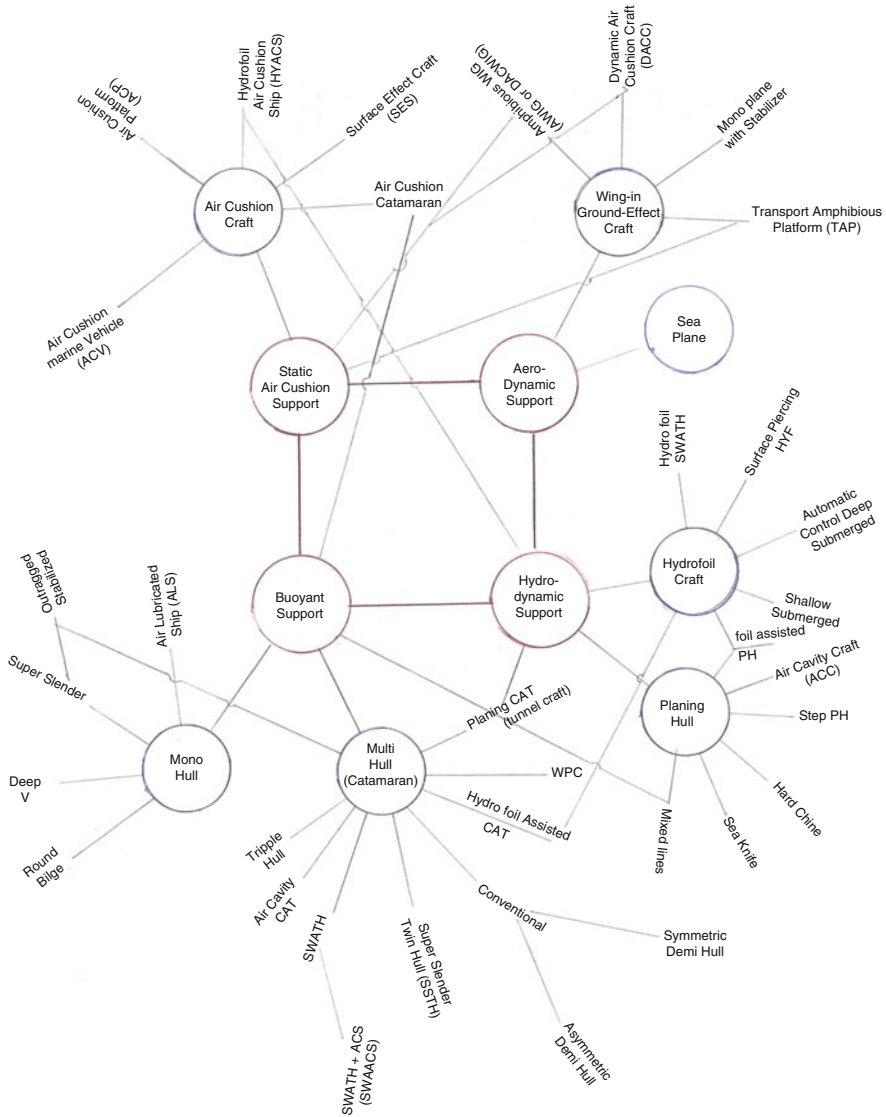 Hydrofoil
Air Cushion
Ship (HYACS)
Air Cushion
Platform
(ACP)
Surface Effect Craft
(SES)
Air Cushion
Craft
Air Cushion
Catamaran
Air Cushion
marine Vehicle
(ACV)
Amphibious WIG
(AWIG or DACWIG)
Dynamic Air
Cushion Craft
(DACC)
Mono plane
with Stabilizer
Wing-in
Ground-Effect
Craft
Transport Amphibious
Platform (TAP)
Sea
Plane
Static
Air Cushion
Support
Aero-
Dynamic
Support
Buoyant
Support
Hydro-
dynamic
Support
Hydro foil
SWATH
Surface Piercing
HYF
Automatic
Control Deep
Submerged
Hydrofoil
Craft
Shallow
Submerged
foil assisted
PH
Air Cavity Craft
(ACC)
Planing
Hull
Step PH
Hard Chine
Sea Knife
Mixed lines
Outragged
Stabilized
Air Lubricated
Ship (ALS)
Super Slender
Mono
Hull
Deep
V
Round
Bilge
Multi
Hull
(Catamaran)
Planing CAT
(tunnel craft)
WPC
Hydro foil Assisted
CAT
Tripple
Hull
Air Cavity
CAT
SWATH
SWATH + ACS
(SWAACS)
Super Slender
Twin Hull (SSTH)
Conventional
Symmetric
Demi Hull
Asymmetric
Demi Hull